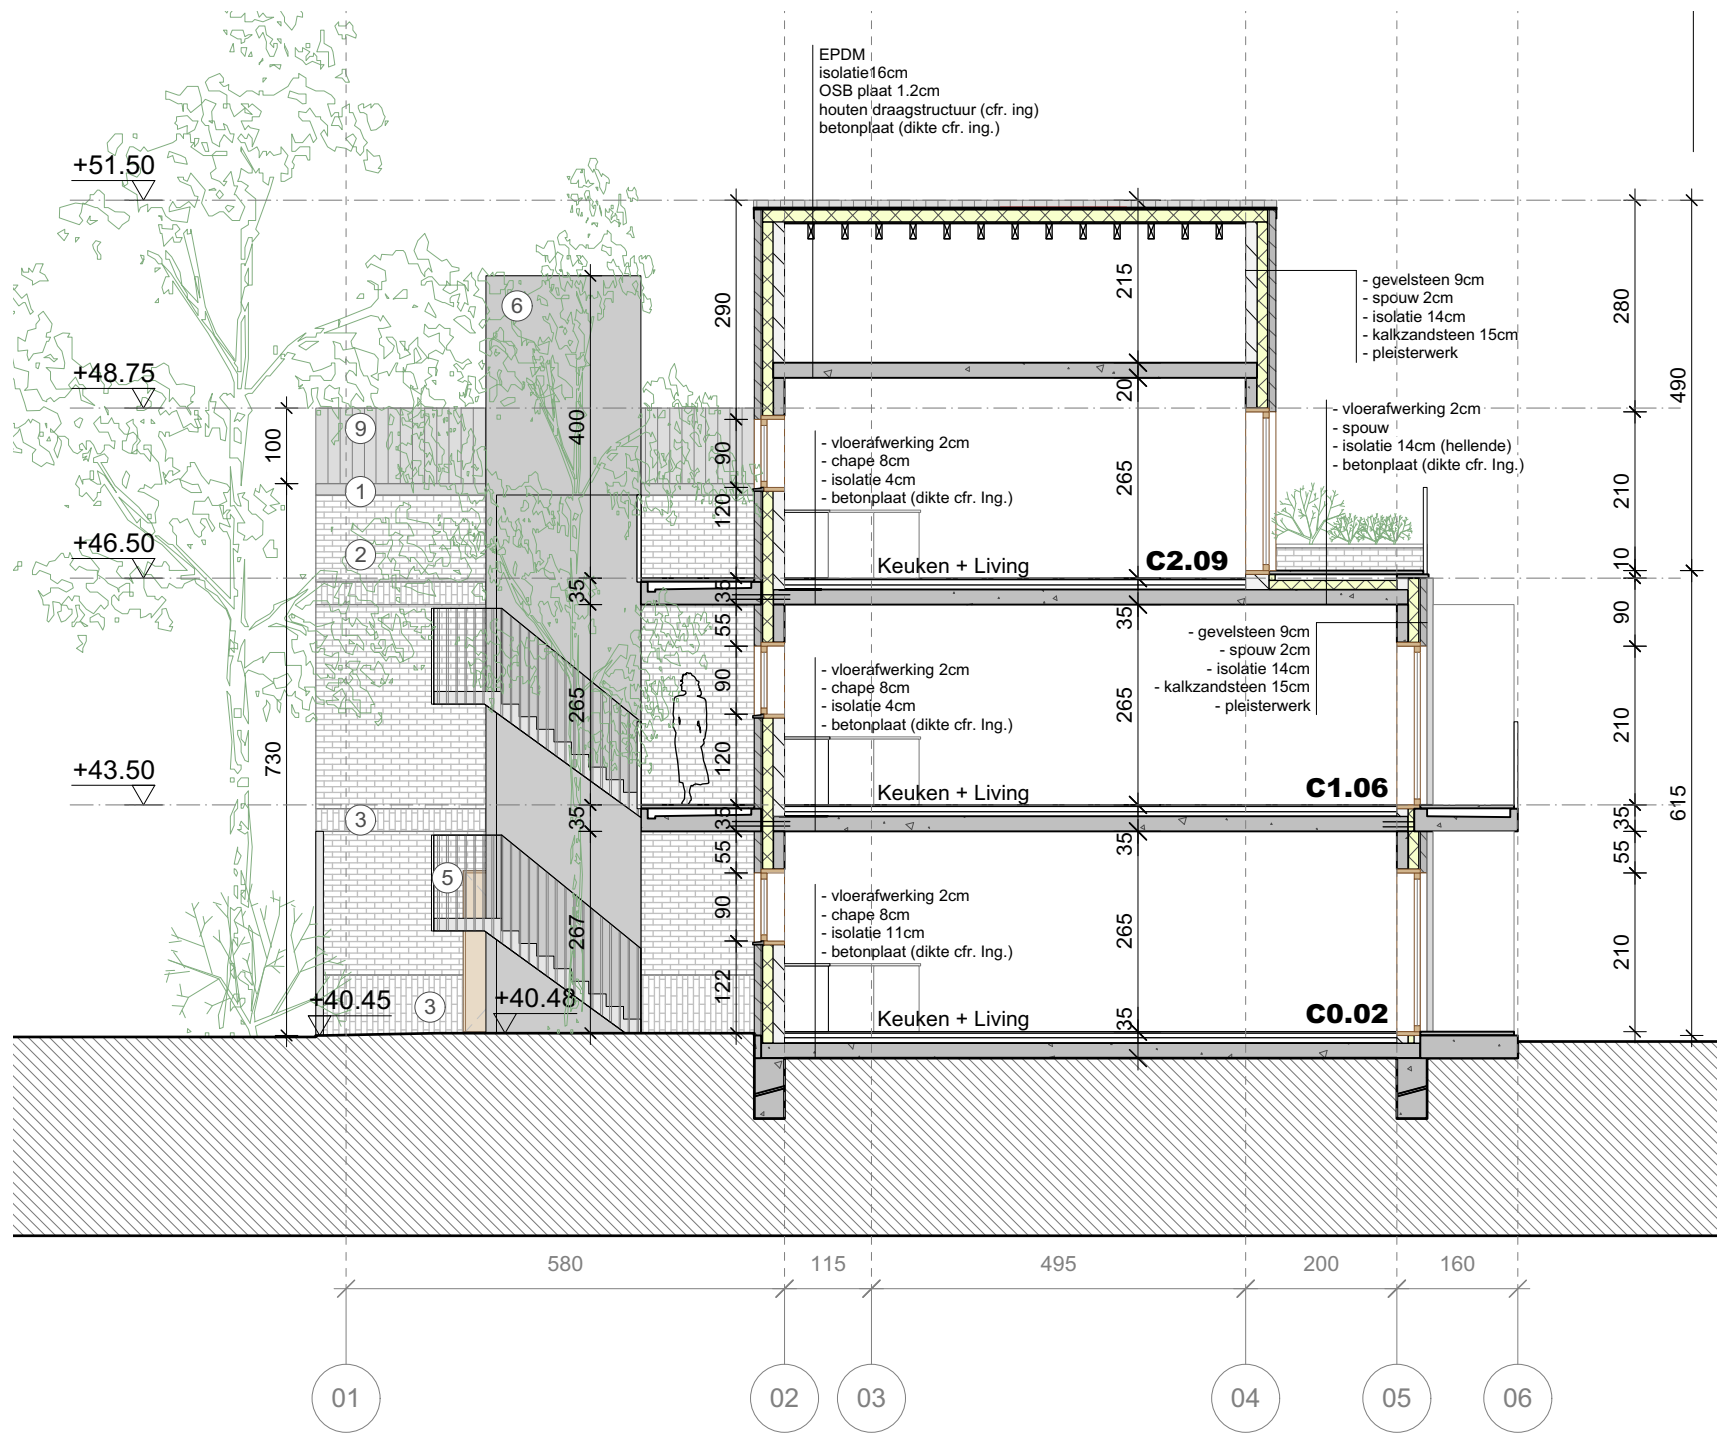 EPDM
isolatie16cm
OSB plaat 1.2cm
houten draagstructuur (cfr. ing)
betonplaat (dikte cfr. ing.)
+51.50
6
290
215
- gevelsteen 9cm
- spouw 2cm
- isolatie 14cm
- kalkzandsteen 15cm
- pleisterwerk
280
490
+48.75
9
100
400
90
20
- vloerafwerking 2cm
- chape 8cm
- isolatie 4cm
- betonplaat (dikte cfr. Ing.)
265
- vloerafwerking 2cm
- spouw
- isolatie 14cm (hellende)
- betonplaat (dikte cfr. Ing.)
210
1
120
2
+46.50
Keuken + Living
C2.09
10
35
35
35
55
90
- gevelsteen 9cm
- spouw 2cm
- isolatie 14cm
- kalkzandsteen 15cm
- pleisterwerk
- vloerafwerking 2cm
- chape 8cm
- isolatie 4cm
- betonplaat (dikte cfr. Ing.)
265
90
265
210
730
120
+43.50
Keuken + Living
C1.06
615
3
35
35
35
35
55
55
5
- vloerafwerking 2cm
- chape 8cm
- isolatie 11cm
- betonplaat (dikte cfr. Ing.)
267
90
265
210
122
+40.45
3
+40.48
Keuken + Living
C0.02
35
580
115
495
200
160
01
02
03
04
05
06